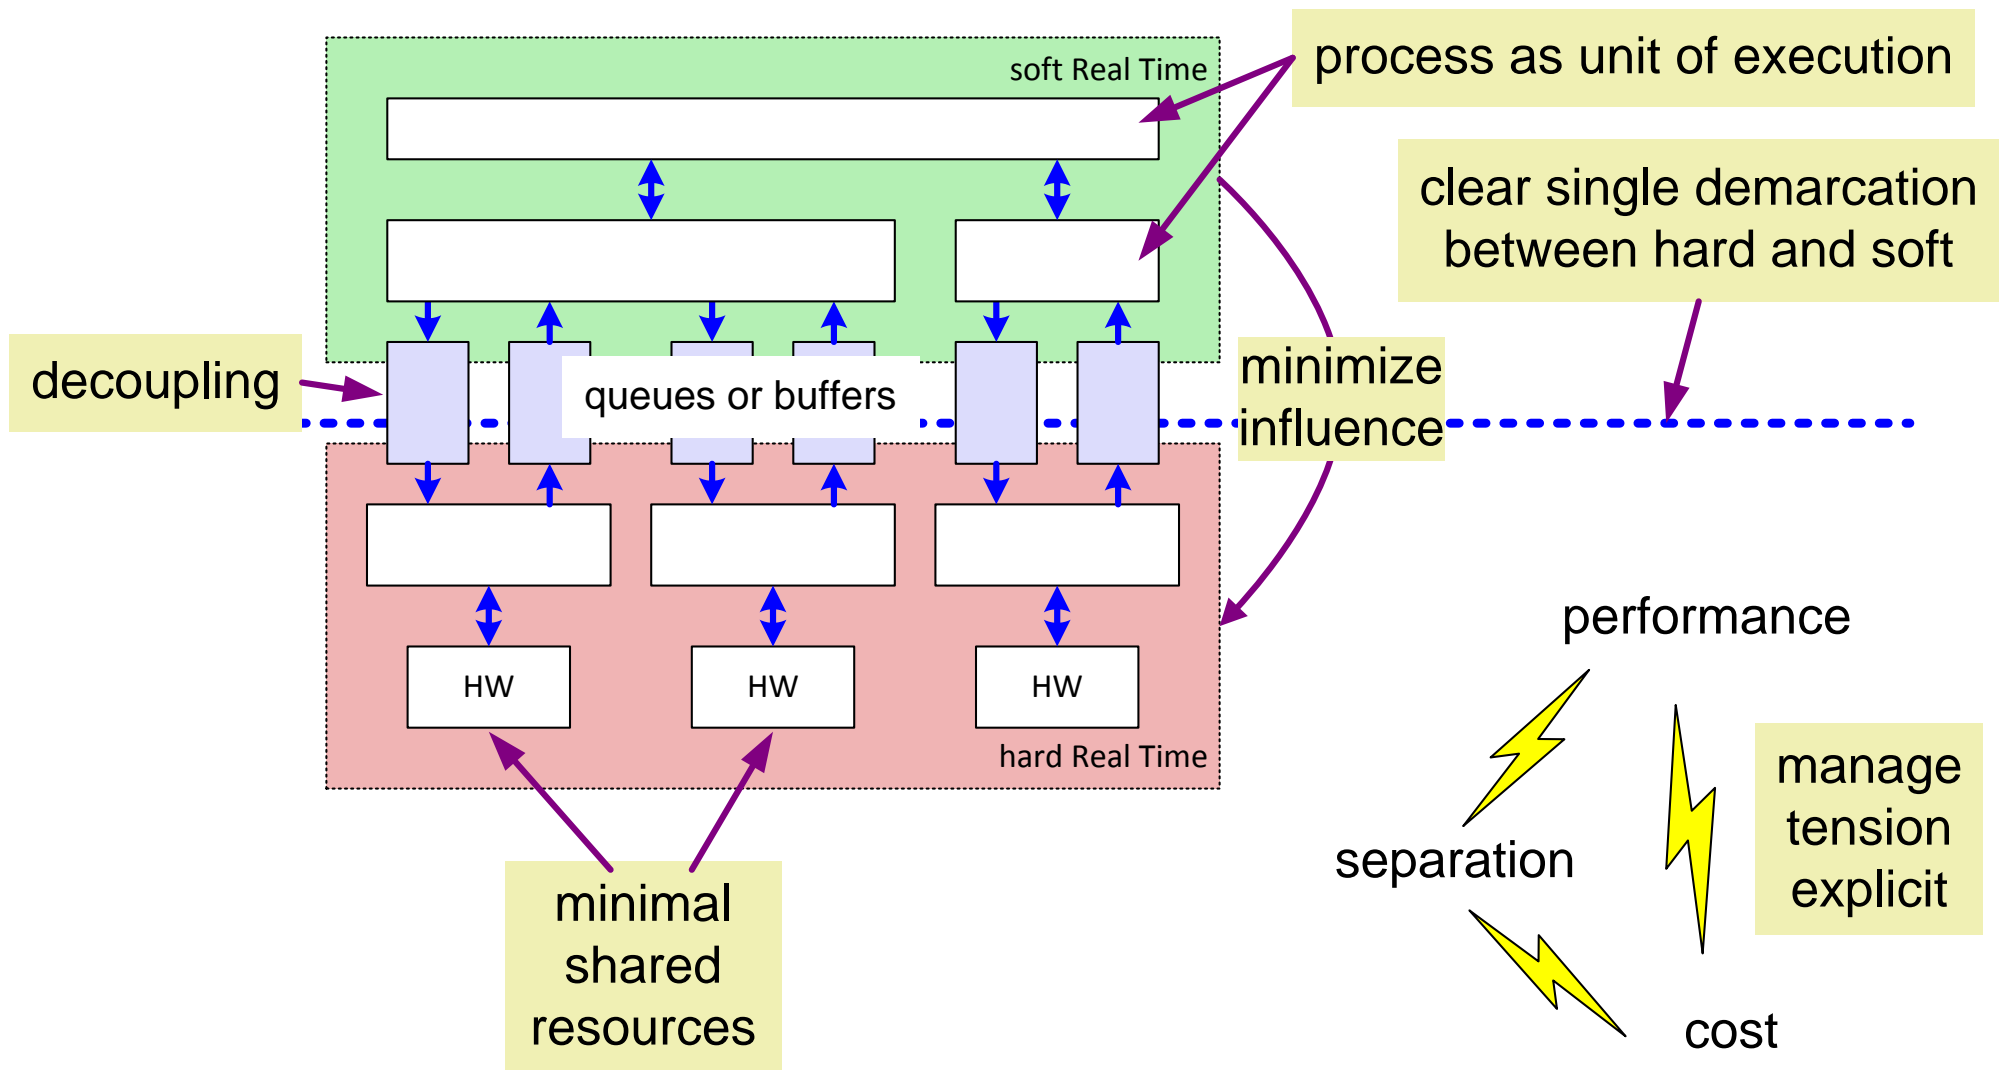 soft Real Time
process as unit of execution
clear single demarcation
between hard and soft
decoupling
queues or buffers
minimize
influence
HW
HW
HW
hard Real Time
minimal
shared
resources
performance
separation
cost
manage
tension
explicit